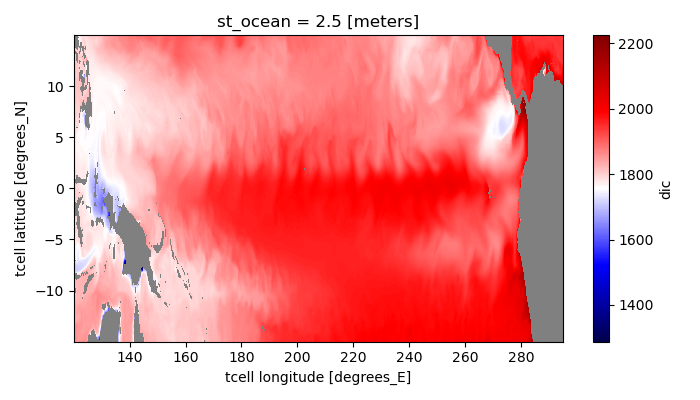 st_ocean = 2.5 [meters]
tcell latitude [degrees_N]
10
5
0
−5
−10
140 160 180 200 220 240 260 280
tcell longitude [degrees_E]
2200
2000
1800
1600
1400
dic